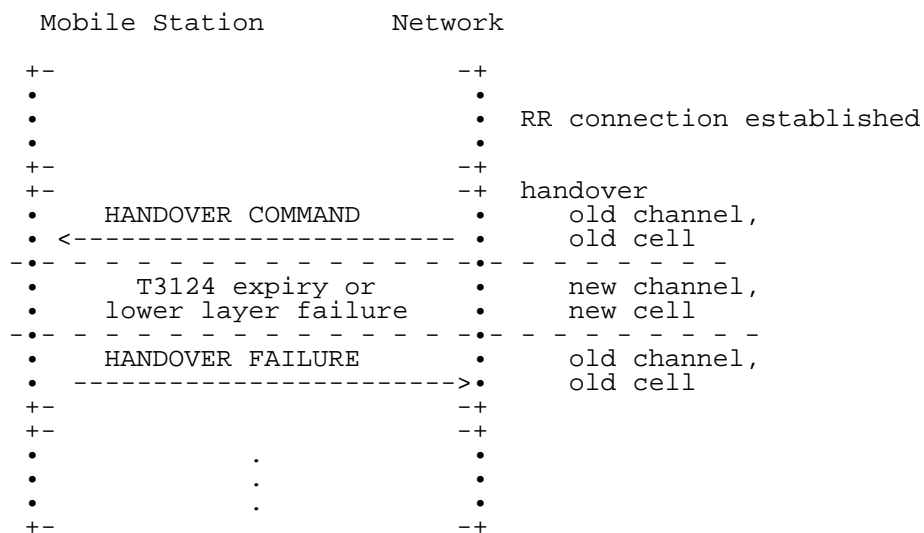 Mobile Station          Network
+-                           -+
•                            •
•                            •  RR connection established
•                            •
+-                           -+
+-                           -+  handover
•    HANDOVER COMMAND        •     old channel,
• <------------------------ •     old cell
-•- - - - - - - - - - - - - - -•- - - - - - - -
•      T3124 expiry or       •     new channel,
•    lower layer failure     •     new cell
-•- - - - - - - - - - - - - - -•- - - - - - - - -
•    HANDOVER FAILURE        •     old channel,
•  ------------------------>•     old cell
+-                           -+
+-                           -+
•             .              •
•             .              •
•             .              •
+-                           -+